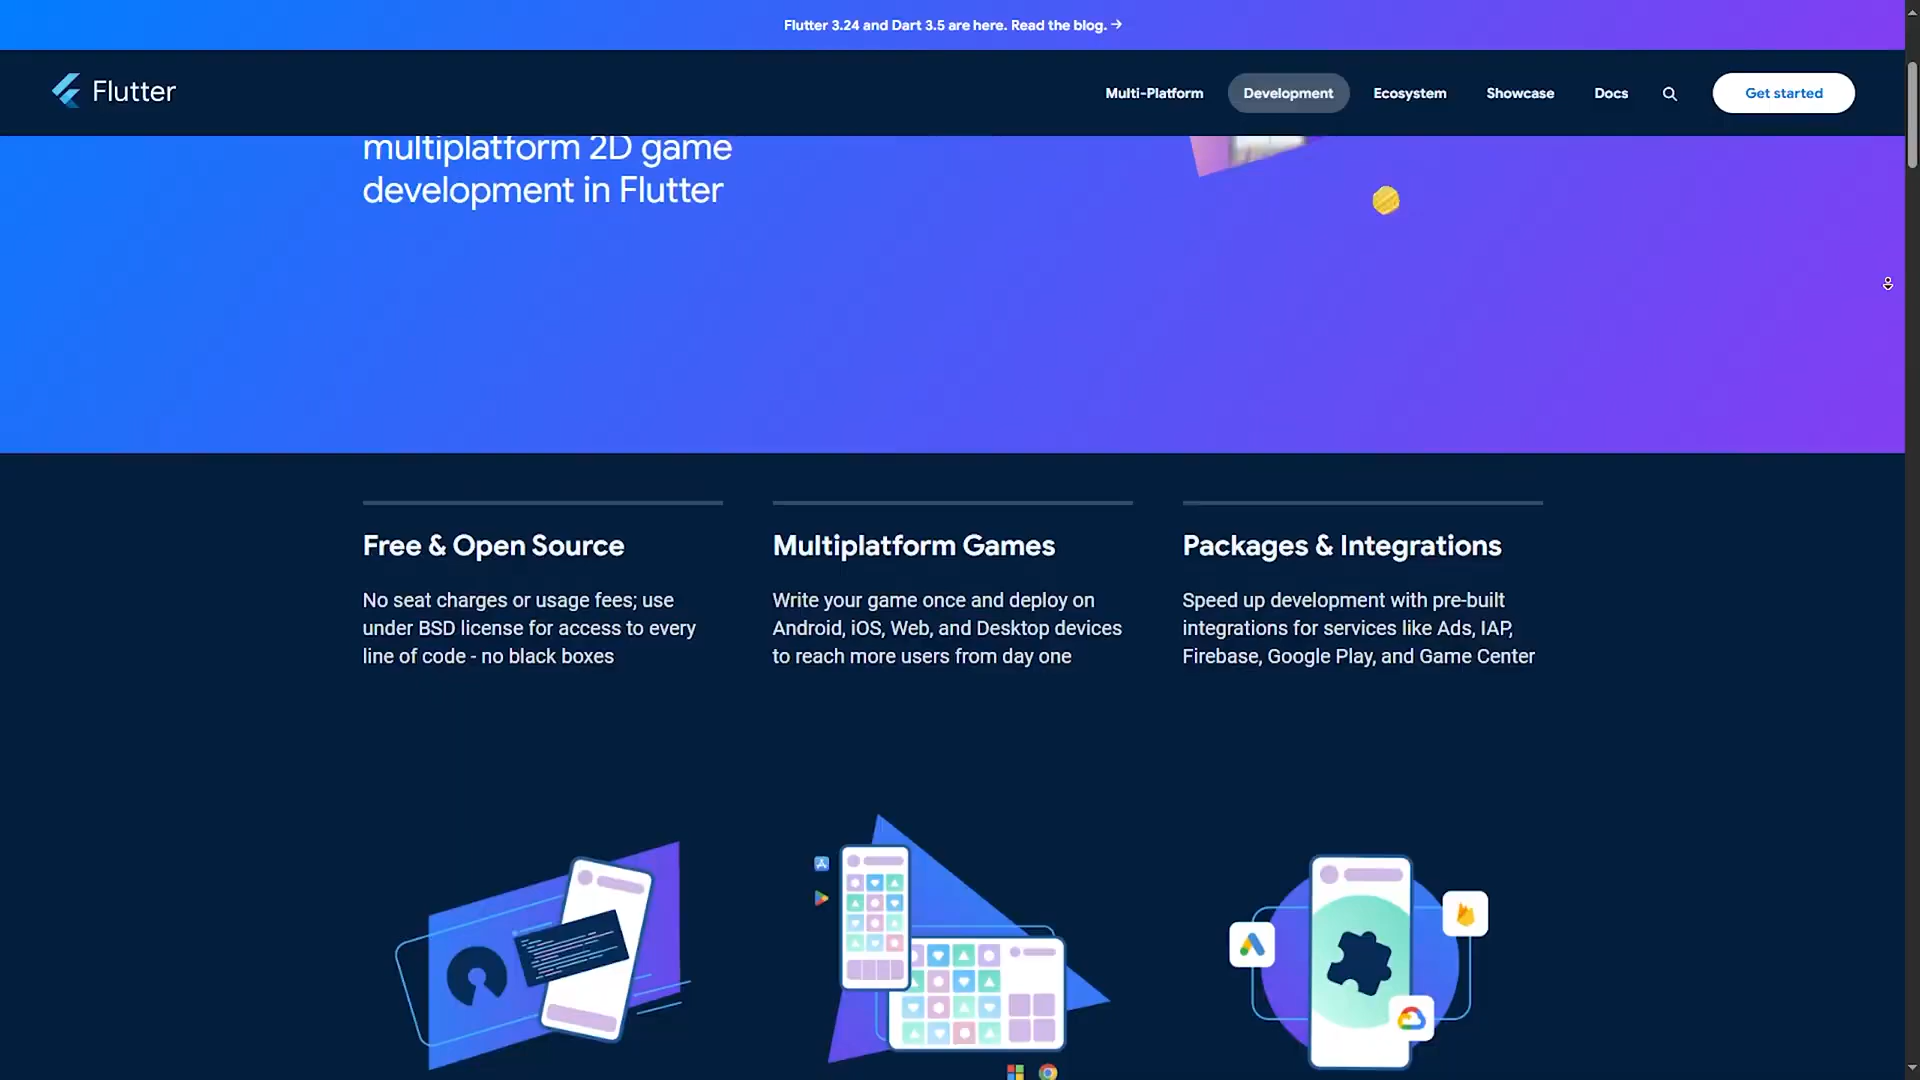 Flutter 3.24 and Dart 3.5 are here. Read the blog. →
Flutter
Multi-Platform
Development
Ecosystem
Showcase
Docs
Get started
multiplatform 2D game
development in Flutter
Free & Open Source
No seat charges or usage fees; use
under BSD license for access to every
line of code - no black boxes
Multiplatform Games
Write your game once and deploy on
Android, iOS, Web, and Desktop devices
to reach more users from day one
Packages & Integrations
Speed up development with pre-built
integrations for services like Ads, IAP,
Firebase, Google Play, and Game Center